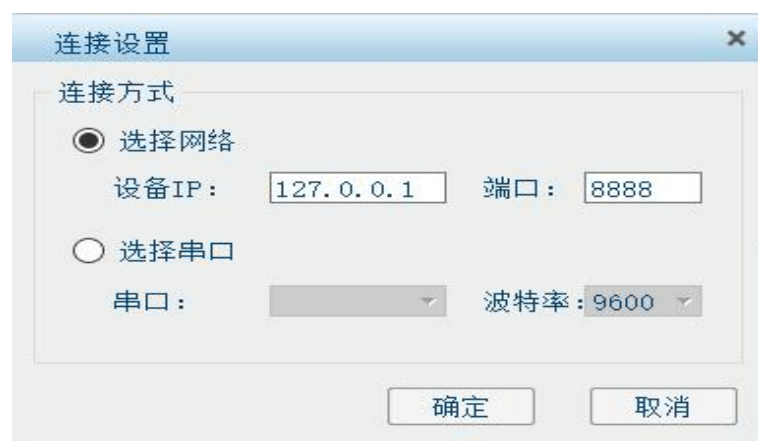 连接设置
连接方式
选择网络
设备IP： 127.0.0.1 端口： 8888
选择串口
串口： 波特率：9600
确定 取消